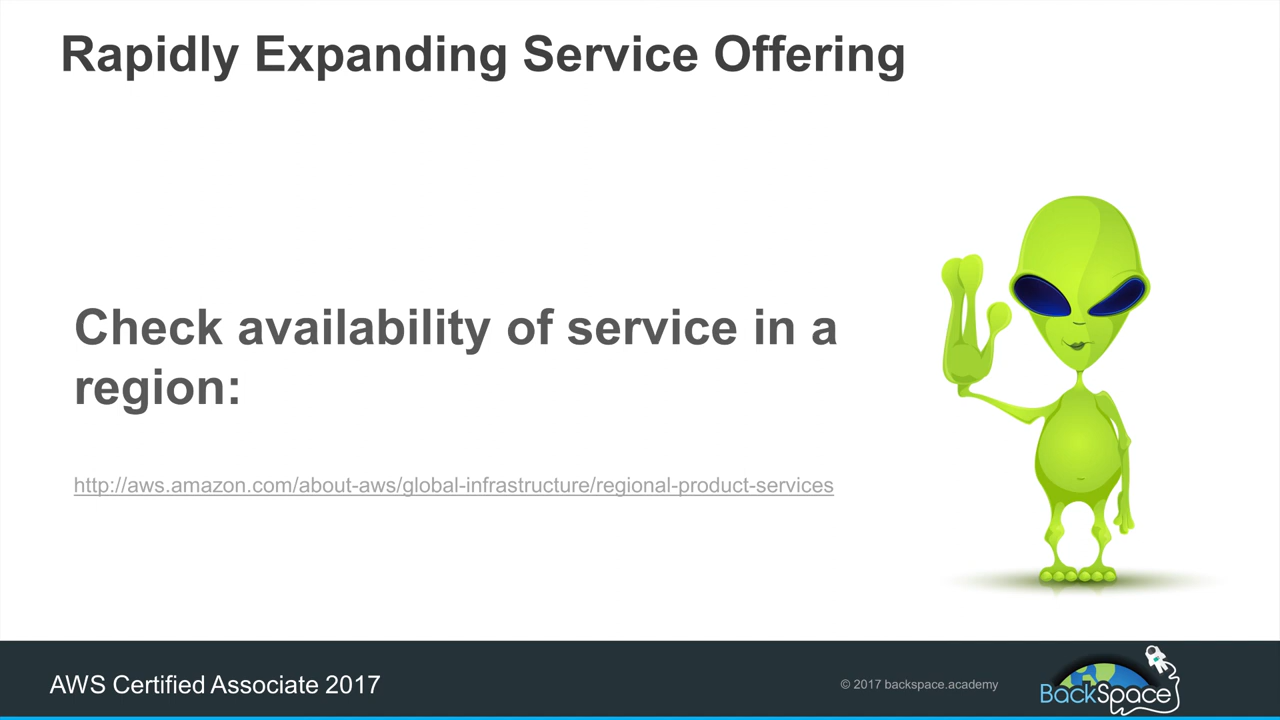 Rapidly Expanding Service Offering
Check availability of service in a
region:
http://aws.amazon.com/about-aws/global-infrastructure/regional-product-services
AWS Certified Associate 2017
© 2017 backspace.academy
BackSpace